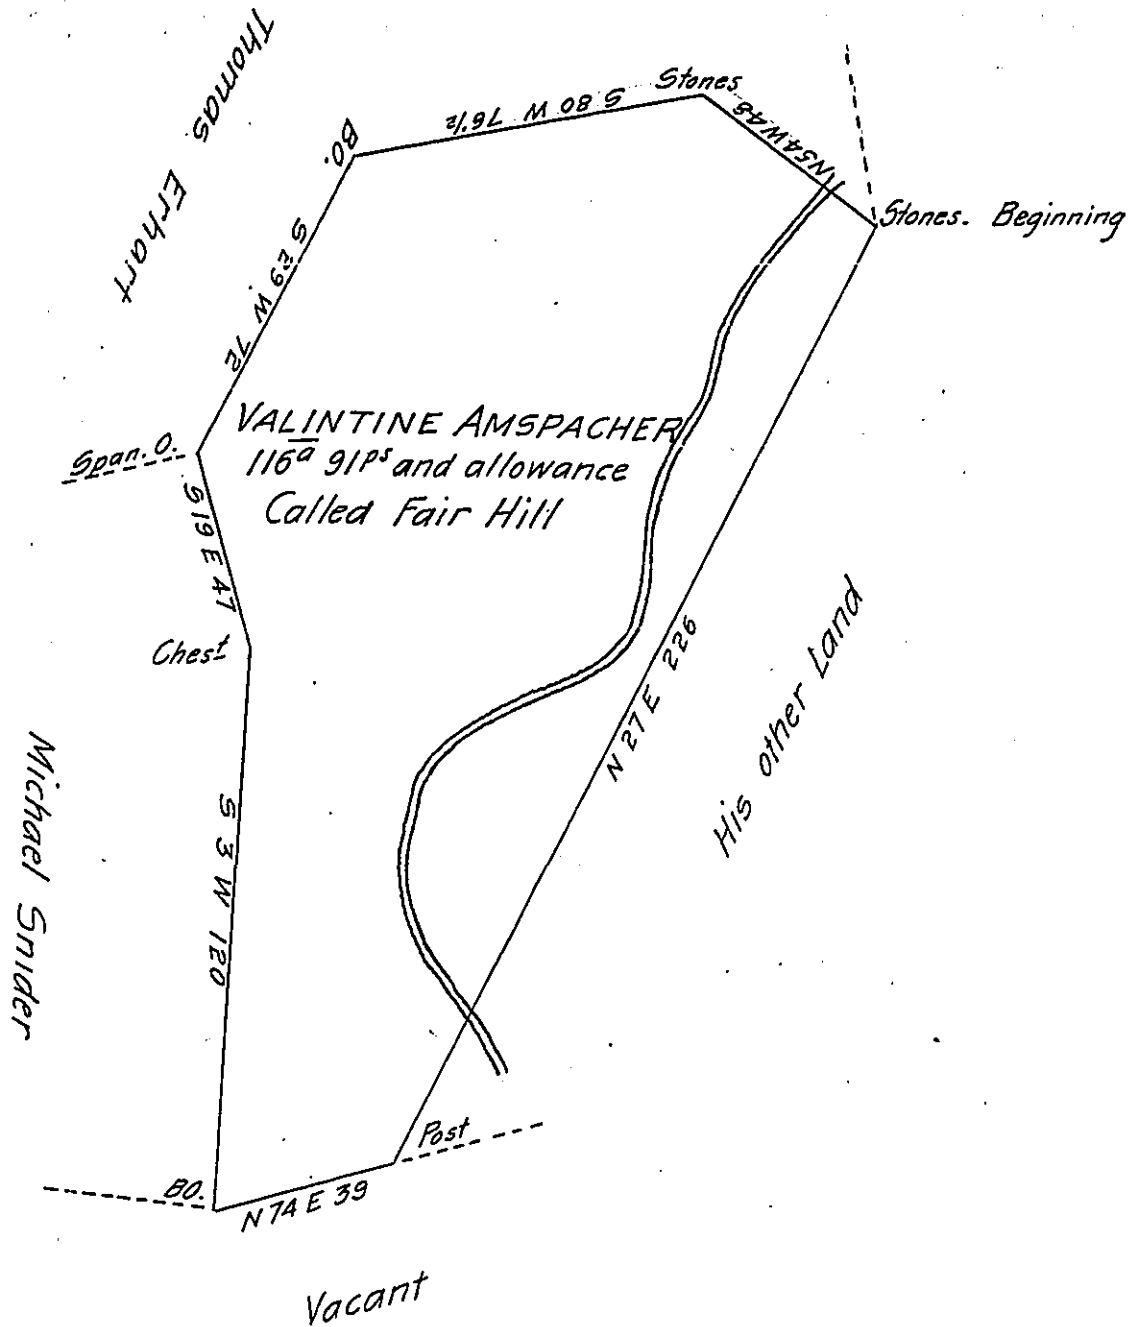 Thomas Erhart
Stones
N54W48
S 80 W 76½
BO.
Stones. Beginning
S 29 W 72
VALINTINE AMSPACHER
116ᵃ 91ᵖˢ and allowance
Called Fair Hill
Span. O.
S 19 E 47
Chest
N 27 E 226
His other Land
Michael Snider
S 3 W 120
Post
BO.
N 74 E 39
Vacant